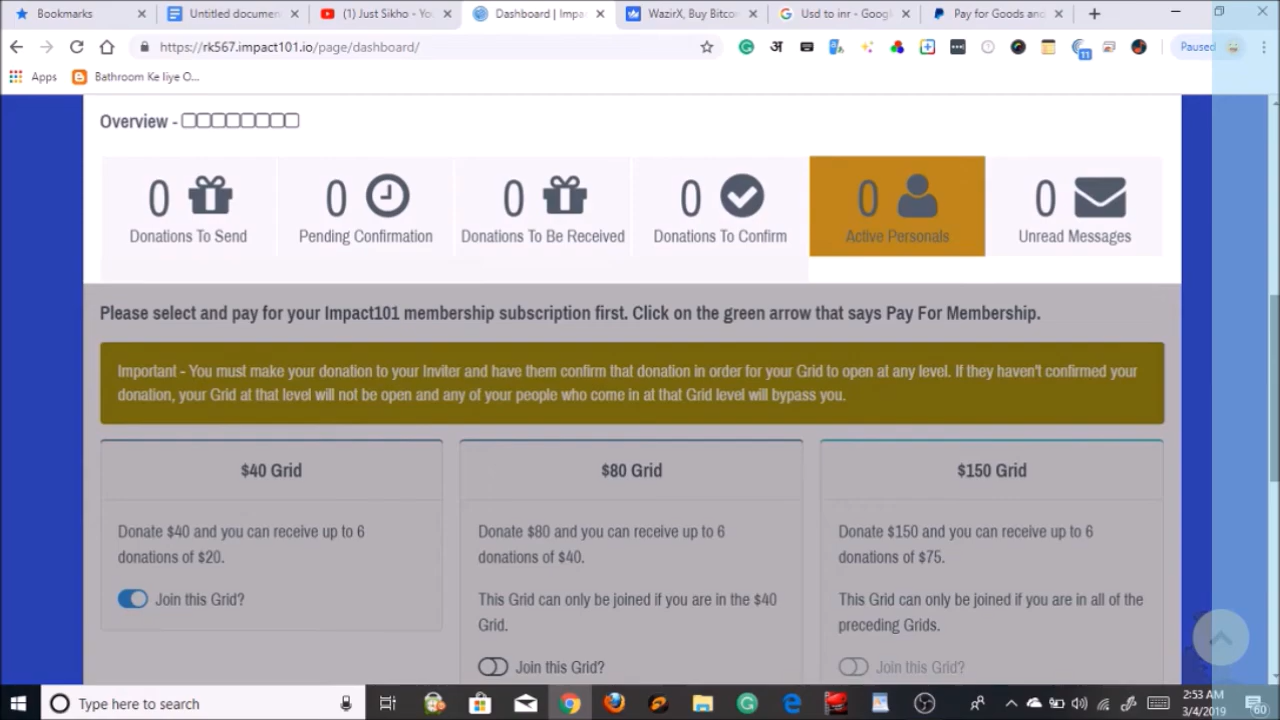 Bookmarks
Untitled documen
(1) Just Sikho - Yo
Dashboard | Impa
WazirX, Buy Bitco
Usd to inr - Googl
Pay for Goods and
https://rk567.impact101.io/page/dashboard/
अ
11
Paused
Apps
Bathroom Ke liye O...
Overview -
0
Donations To Send
0
Pending Confirmation
0
Donations To Be Received
0
Donations To Confirm
0
Active Personals
0
Unread Messages
Please select and pay for your Impact101 membership subscription first. Click on the green arrow that says Pay For Membership.
Important - You must make your donation to your Inviter and have them confirm that donation in order for your Grid to open at any level. If they haven't confirmed your
donation, your Grid at that level will not be open and any of your people who come in at that Grid level will bypass you.
$40 Grid
Donate $40 and you can receive up to 6
donations of $20.
Join this Grid?
$80 Grid
Donate $80 and you can receive up to 6
donations of $40.
This Grid can only be joined if you are in the $40
Grid.
Join this Grid?
$150 Grid
Donate $150 and you can receive up to 6
donations of $75.
This Grid can only be joined if you are in all of the
preceding Grids.
Join this Grid?
Type here to search
2:53 AM
3/4/2019
60